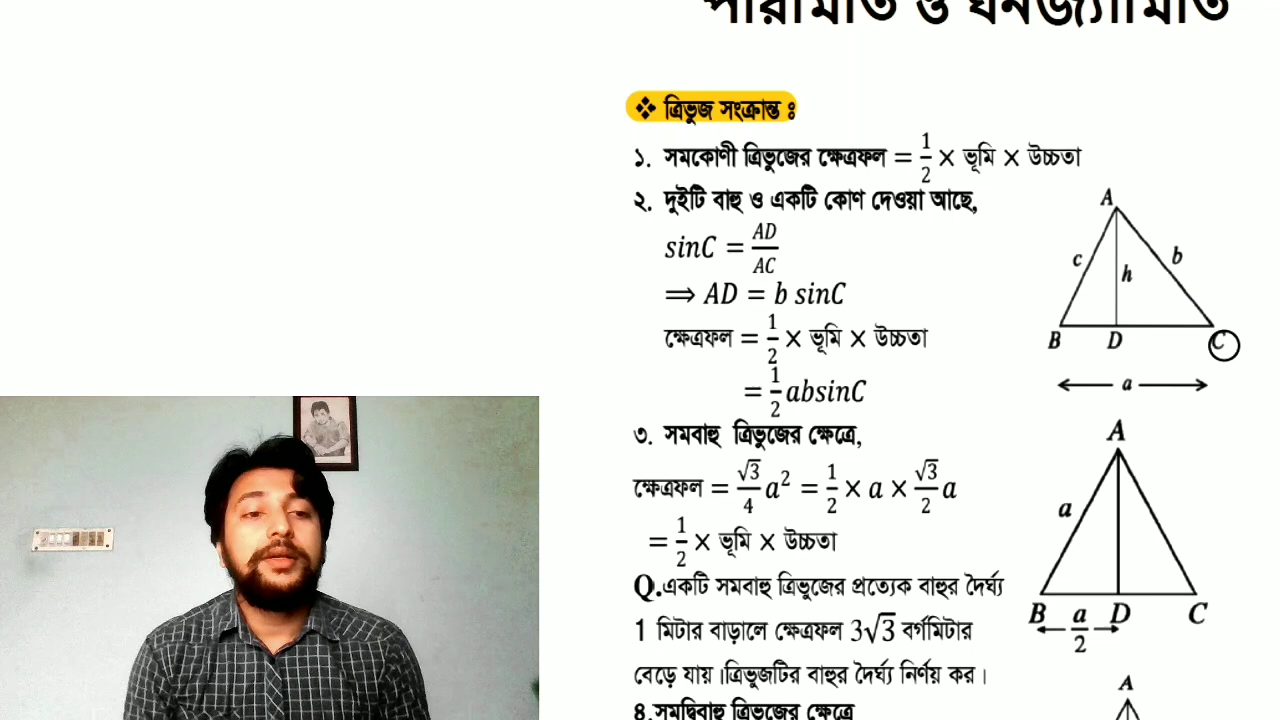 পরিমিতি ও ঘনজ্যামিতি
❖ ত্রিভুজ সংক্রান্ত ঃ
১. সমকোণী ত্রিভুজের ক্ষেত্রফল = 1/2 × ভূমি × উচ্চতা
২. দুইটি বাহু ও একটি কোণ দেওয়া আছে,
sinC = AD/AC
⟹ AD = b sinC
ক্ষেত্রফল = 1/2 × ভূমি × উচ্চতা
= 1/2 absinC
A
c
b
h
B D C
a
৩. সমবাহু ত্রিভুজের ক্ষেত্রে,
ক্ষেত্রফল = √3/4 a² = 1/2 × a × √3/2 a
= 1/2 × ভূমি × উচ্চতা
A
a
B D C
a/2
Q.একটি সমবাহু ত্রিভুজের প্রত্যেক বাহুর দৈর্ঘ্য
1 মিটার বাড়ালে ক্ষেত্রফল 3√3 বর্গমিটার
বেড়ে যায়।ত্রিভুজটির বাহুর দৈর্ঘ্য নির্ণয় কর।
৪.সমদ্বিবাহু ত্রিভুজের ক্ষেত্রে
A